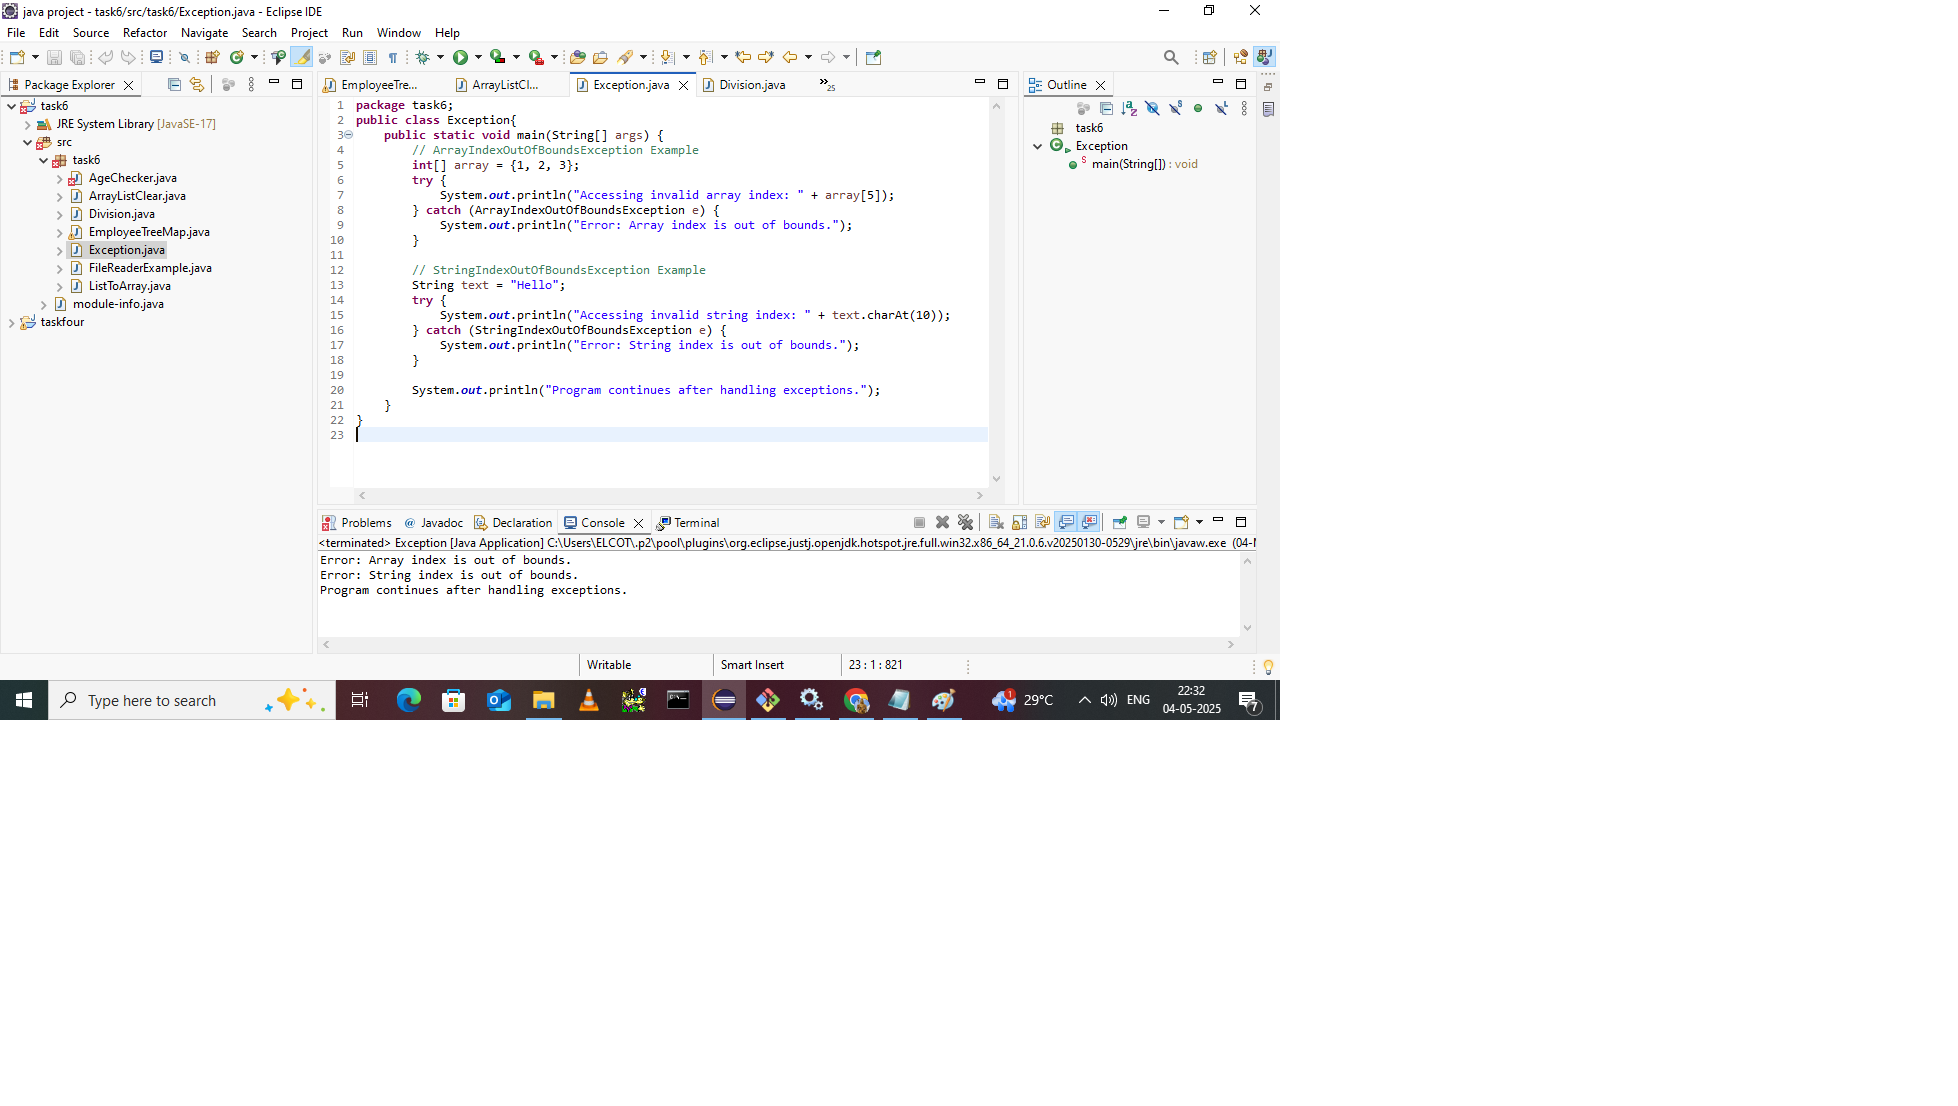 java project - task6/src/task6/Exception.java - Eclipse IDE
File Edit Source Refactor Navigate Search Project Run Window Help
Package Explorer
task6
JRE System Library [JavaSE-17]
src
task6
AgeChecker.java
ArrayListClear.java
Division.java
EmployeeTreeMap.java
Exception.java
FileReaderExample.java
ListToArray.java
module-info.java
taskfour
EmployeeTre... ArrayListCl... Exception.java Division.java »25
1 package task6;
2 public class Exception{
3 public static void main(String[] args) {
4 // ArrayIndexOutOfBoundsException Example
5 int[] array = {1, 2, 3};
6 try {
7 System.out.println("Accessing invalid array index: " + array[5]);
8 } catch (ArrayIndexOutOfBoundsException e) {
9 System.out.println("Error: Array index is out of bounds.");
10 }
11
12 // StringIndexOutOfBoundsException Example
13 String text = "Hello";
14 try {
15 System.out.println("Accessing invalid string index: " + text.charAt(10));
16 } catch (StringIndexOutOfBoundsException e) {
17 System.out.println("Error: String index is out of bounds.");
18 }
19
20 System.out.println("Program continues after handling exceptions.");
21 }
22 }
23
Outline
task6
Exception
main(String[]) : void
Problems @ Javadoc Declaration Console Terminal
<terminated> Exception [Java Application] C:\Users\ELCOT\.p2\pool\plugins\org.eclipse.justj.openjdk.hotspot.jre.full.win32.x86_64_21.0.6.v20250130-0529\jre\bin\javaw.exe (04-
Error: Array index is out of bounds.
Error: String index is out of bounds.
Program continues after handling exceptions.
Writable Smart Insert 23 : 1 : 821
Type here to search
1 29°C ENG
22:32
04-05-2025
7